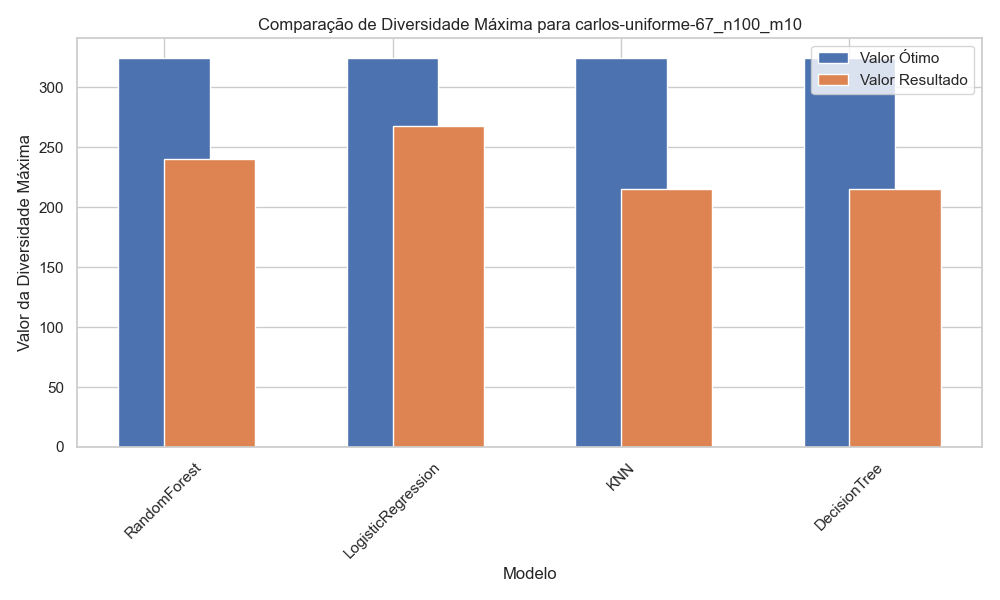 Comparação de Diversidade Máxima para carlos-uniforme-67_n100_m10
Valor Ótimo
Valor Resultado
Valor da Diversidade Máxima
300
250
200
150
100
50
0
RandomForest
LogisticRegression
KNN
DecisionTree
Modelo